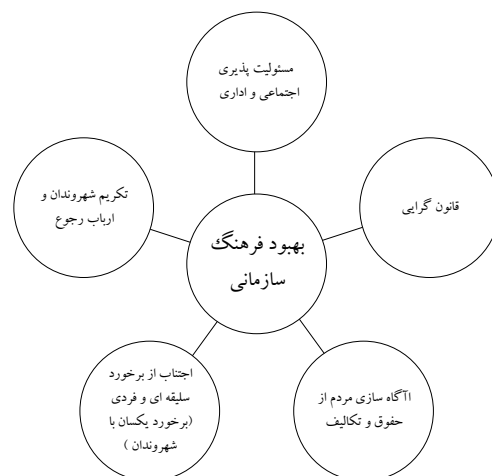 مسئولیت پذیری
اجتماعی و اداری
تکریم شهروندان و
ارباب رجوع
قانون گرایی
بهبود فرهنگ
سازمانی
اجتناب از برخورد
سلیقه ای و فردی
(برخورد یکسان با
شهروندان )
اآگاه سازی مردم از
حقوق و تکالیف